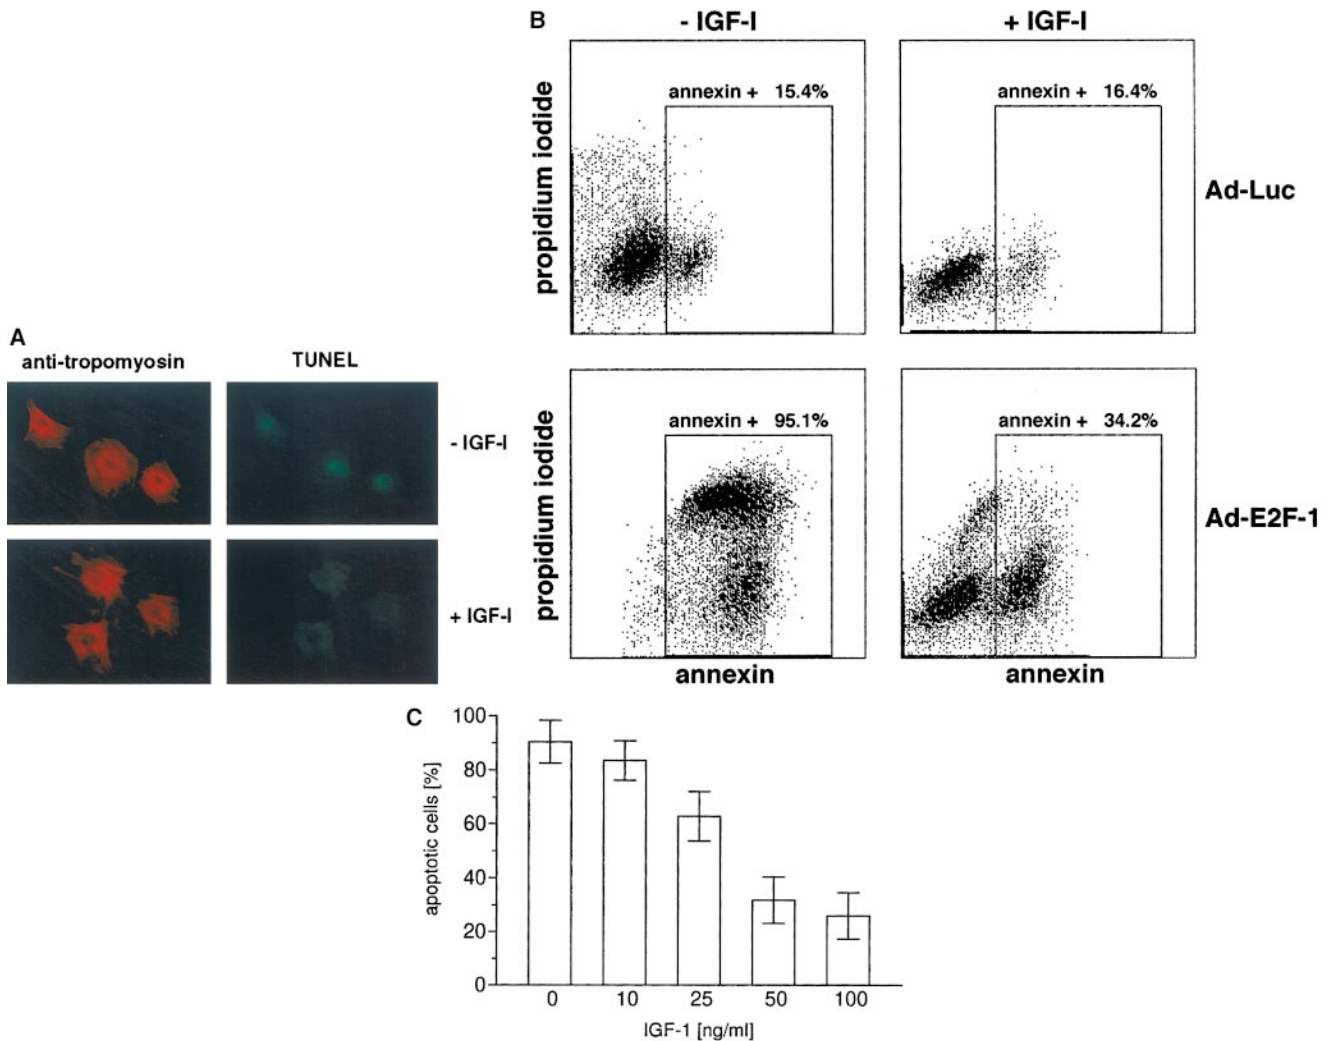 A
anti-tropomyosin
TUNEL
- IGF-I
+ IGF-I
B
- IGF-I
+ IGF-I
propidium iodide
annexin + 15.4%
annexin + 16.4%
Ad-Luc
propidium iodide
annexin + 95.1%
annexin + 34.2%
Ad-E2F-1
annexin
annexin
C
apoptotic cells [%]
100
80
60
40
20
0
0 10 25 50 100
IGF-1 [ng/ml]